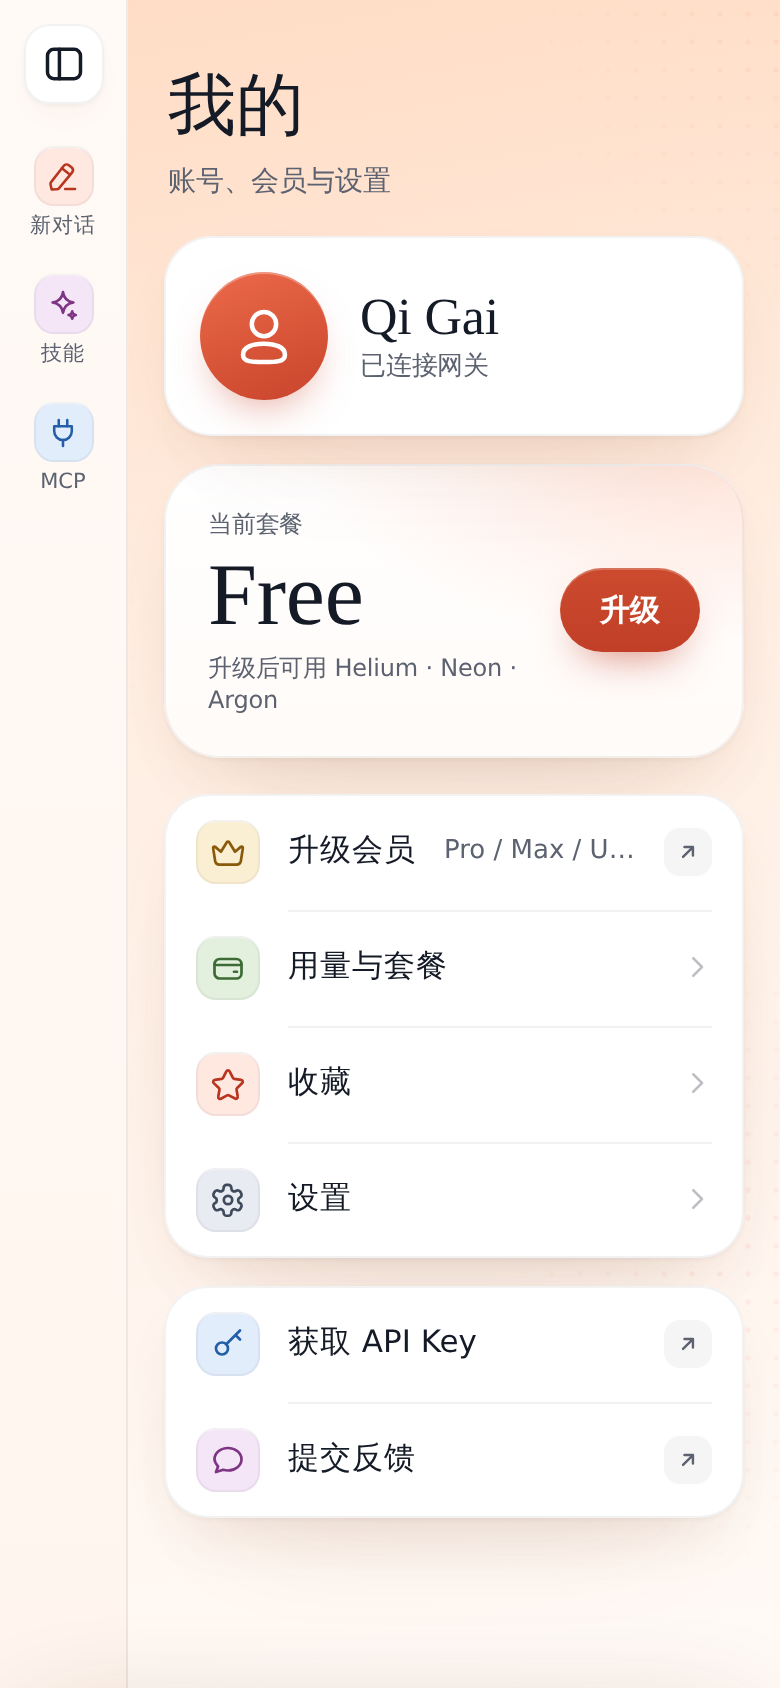 新对话
技能
MCP
我的
账号、会员与设置
Qi Gai
已连接网关
当前套餐
Free
升级后可用 Helium · Neon ·
Argon
升级
升级会员 Pro / Max / U...
用量与套餐
收藏
设置
获取 API Key
提交反馈